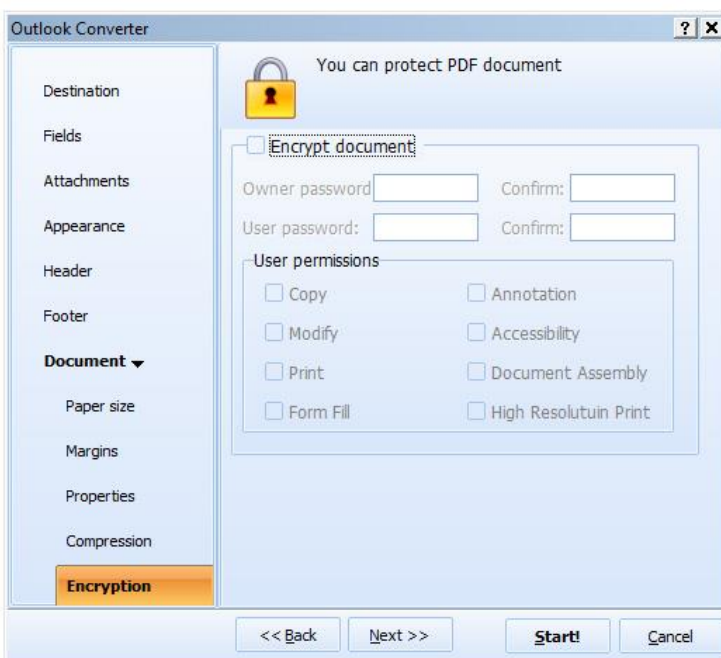 Outlook Converter
Destination
Fields
Attachments
Appearance
Header
Footer
Document
Paper size
Margins
Properties
Compression
Encryption
You can protect PDF document
Encrypt document
Owner password Confirm:
User password: Confirm:
User permissions
Copy Annotation
Modify Accessibility
Print Document Assembly
Form Fill High Resolutuin Print
<< Back Next >> Start! Cancel